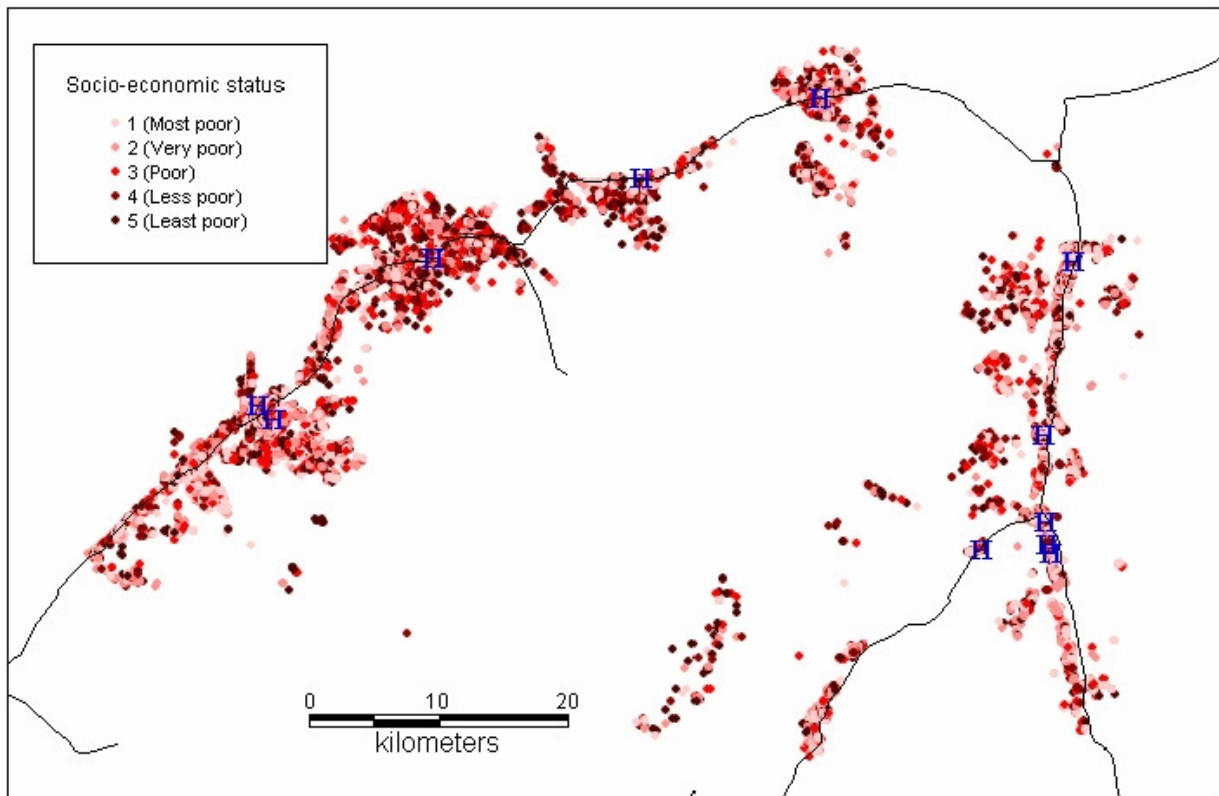 Socio-economic status
1 (Most poor)
2 (Very poor)
3 (Poor)
4 (Less poor)
5 (Least poor)
H
H
H
H
H
H
H
H
H
H
H
0 10 20
kilometers